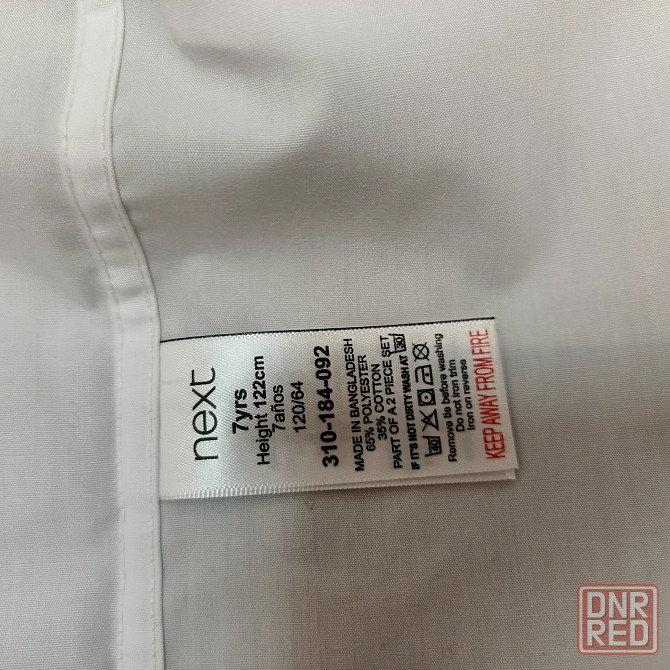 next
7yrs
Height 122cm
7años
120/64
310-184-092
MADE IN BANGLADESH
65% POLYESTER
35% COTTON
PART OF A 2 PIECE SET
IF IT'S NOT DIRTY WASH AT 30
Remove tie before washing
Do not iron trim
Iron on reverse
KEEP AWAY FROM FIRE
DNR
RED